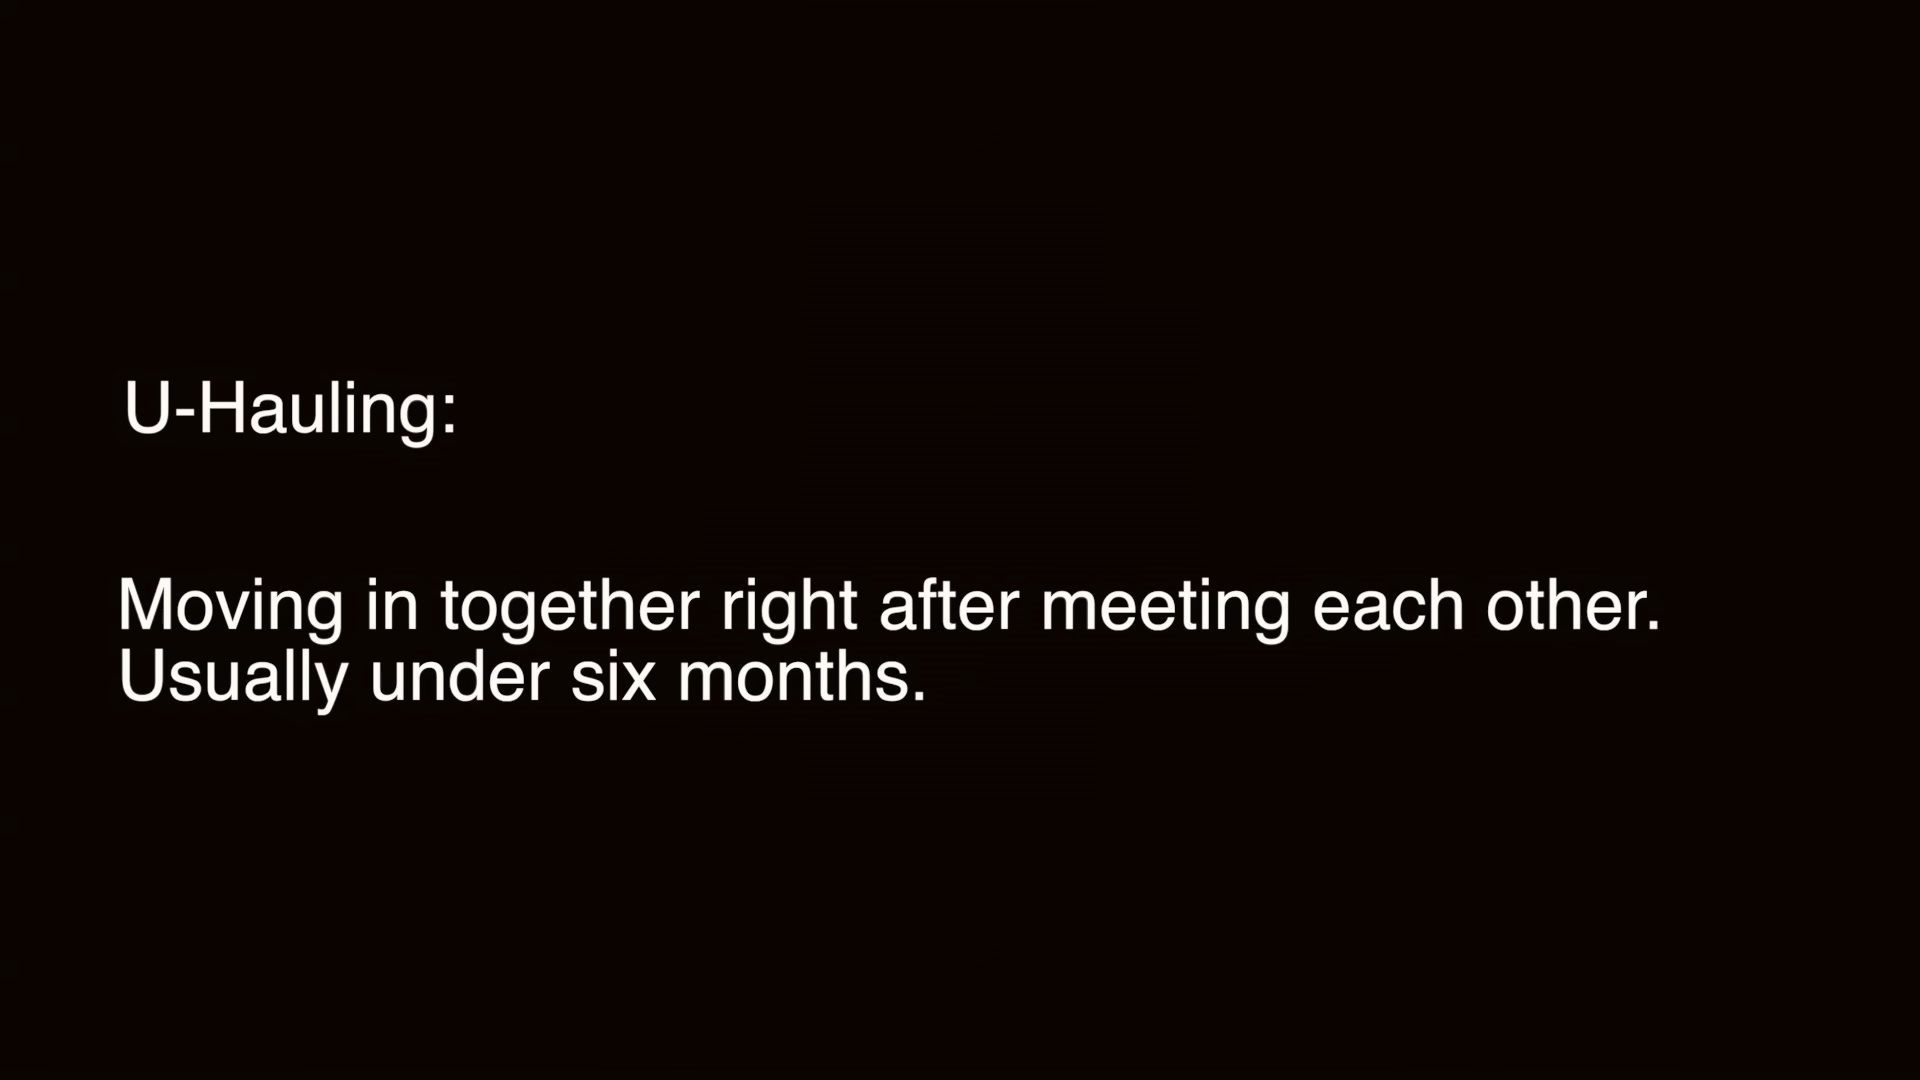 U-Hauling:
Moving in together right after meeting each other.
Usually under six months.